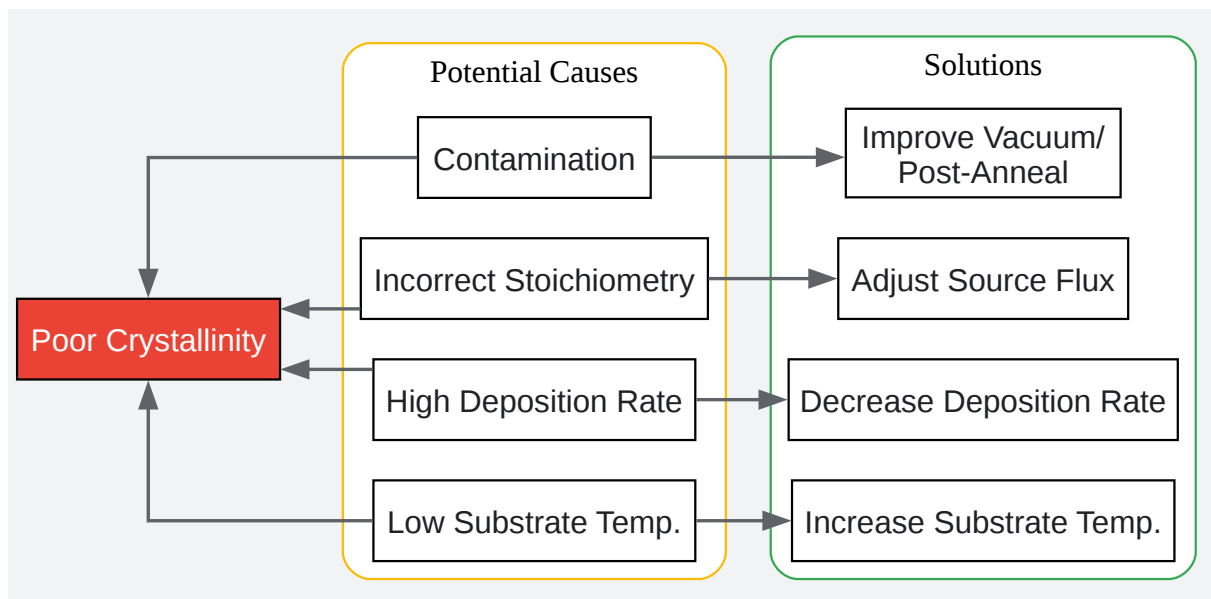 Potential Causes
Solutions
Contamination
Improve Vacuum/
Post-Anneal
Incorrect Stoichiometry
Adjust Source Flux
Poor Crystallinity
High Deposition Rate
Decrease Deposition Rate
Low Substrate Temp.
Increase Substrate Temp.